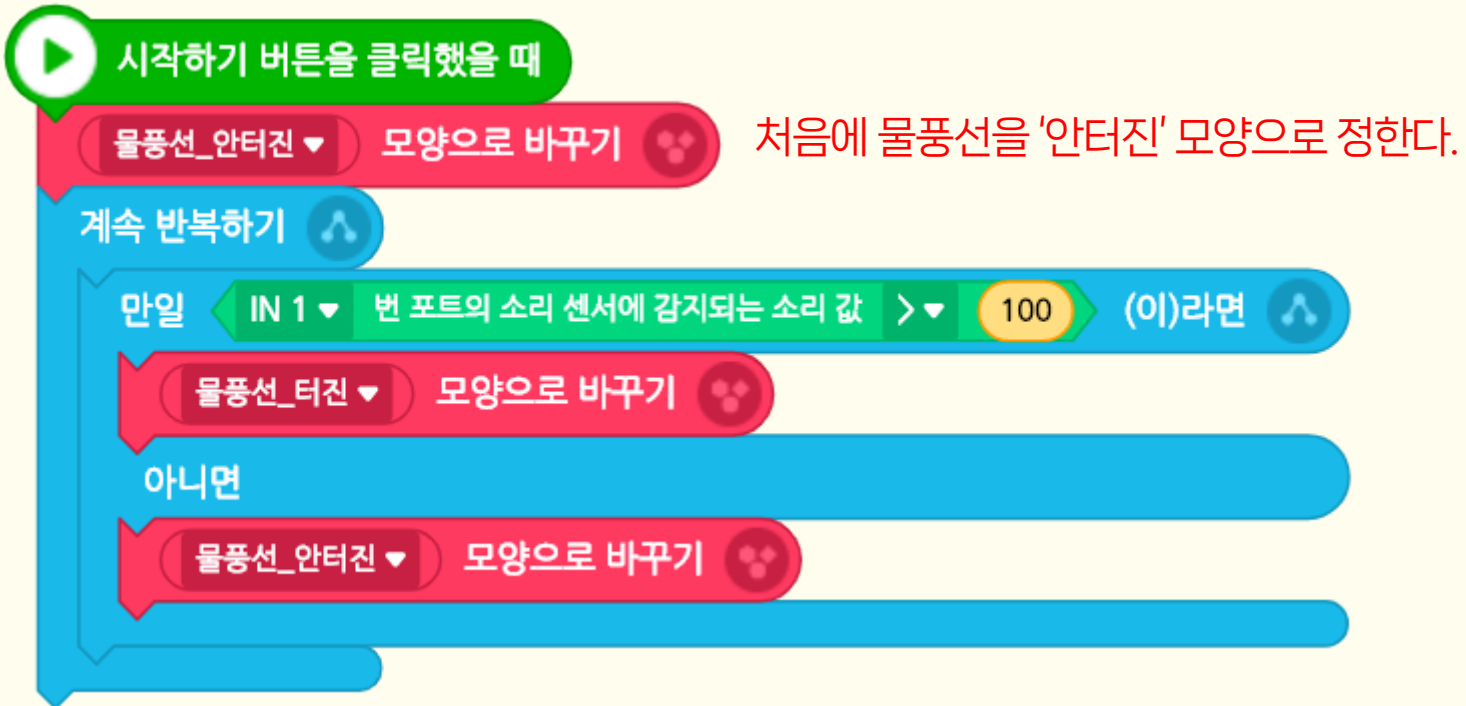 시작하기 버튼을 클릭했을 때
물풍선_안터진 모양으로 바꾸기 처음에 물풍선을 '안터진' 모양으로 정한다.
계속 반복하기
만일 IN 1 번 포트의 소리 센서에 감지되는 소리 값 > 100 (이)라면
물풍선_터진 모양으로 바꾸기
아니면
물풍선_안터진 모양으로 바꾸기